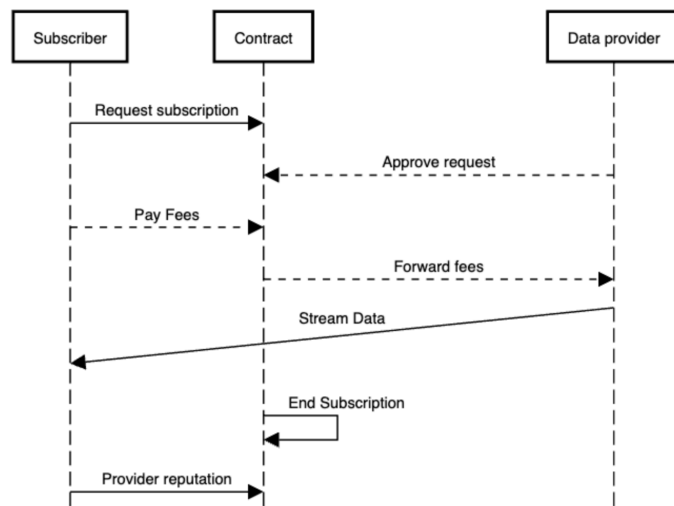 Subscriber
Contract
Data provider
Request subscription
Approve request
Pay Fees
Forward fees
Stream Data
End Subscription
Provider reputation